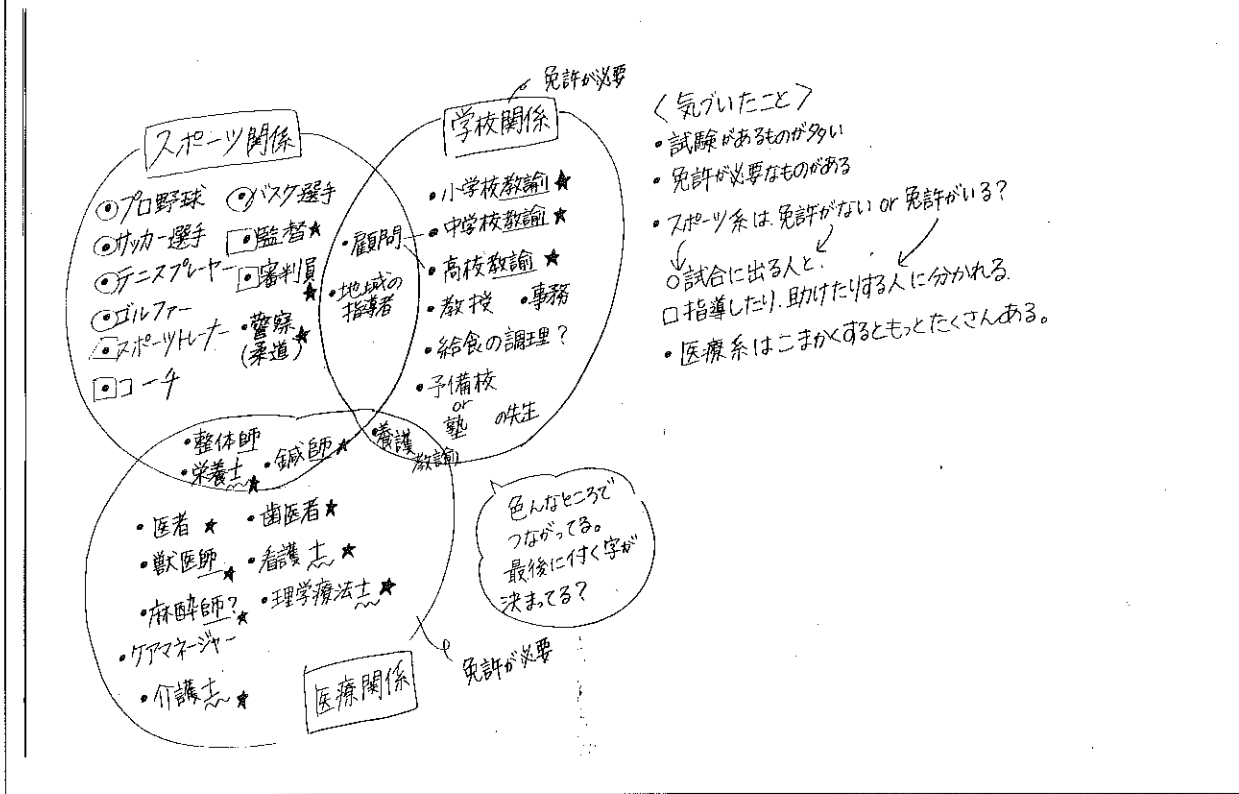 スポーツ関係
・プロ野球 ・バスケ選手
・サッカー選手 ・監督★
・テニスプレーヤー ・審判員★
・ゴルファー
・スポーツトレーナー ・警察★
(柔道)
・コーチ
・顧問
・地域の
指導者
免許が必要
学校関係
・小学校教諭★
・中学校教諭★
・高校教諭★
・教授 ・事務
・給食の調理?
・予備校
or
塾 の先生
・養護
教諭
・整体師
・栄養士★ ・鍼師★
・医者★ ・歯医者★
・獣医師★ ・看護士★
・麻酔師?★ ・理学療法士★
・ケアマネージャー
・介護士★
医療関係
免許が必要
色んなところで
つながってる。
最後に付く字が
決まってる?
<気づいたこと>
・試験があるものが多い
・免許が必要なものがある
・スポーツ系は免許がない or 免許がいる?
○試合に出る人と、
□指導したり、助けたりする人に分かれる.
・医療系はこまかくするともっとたくさんある。